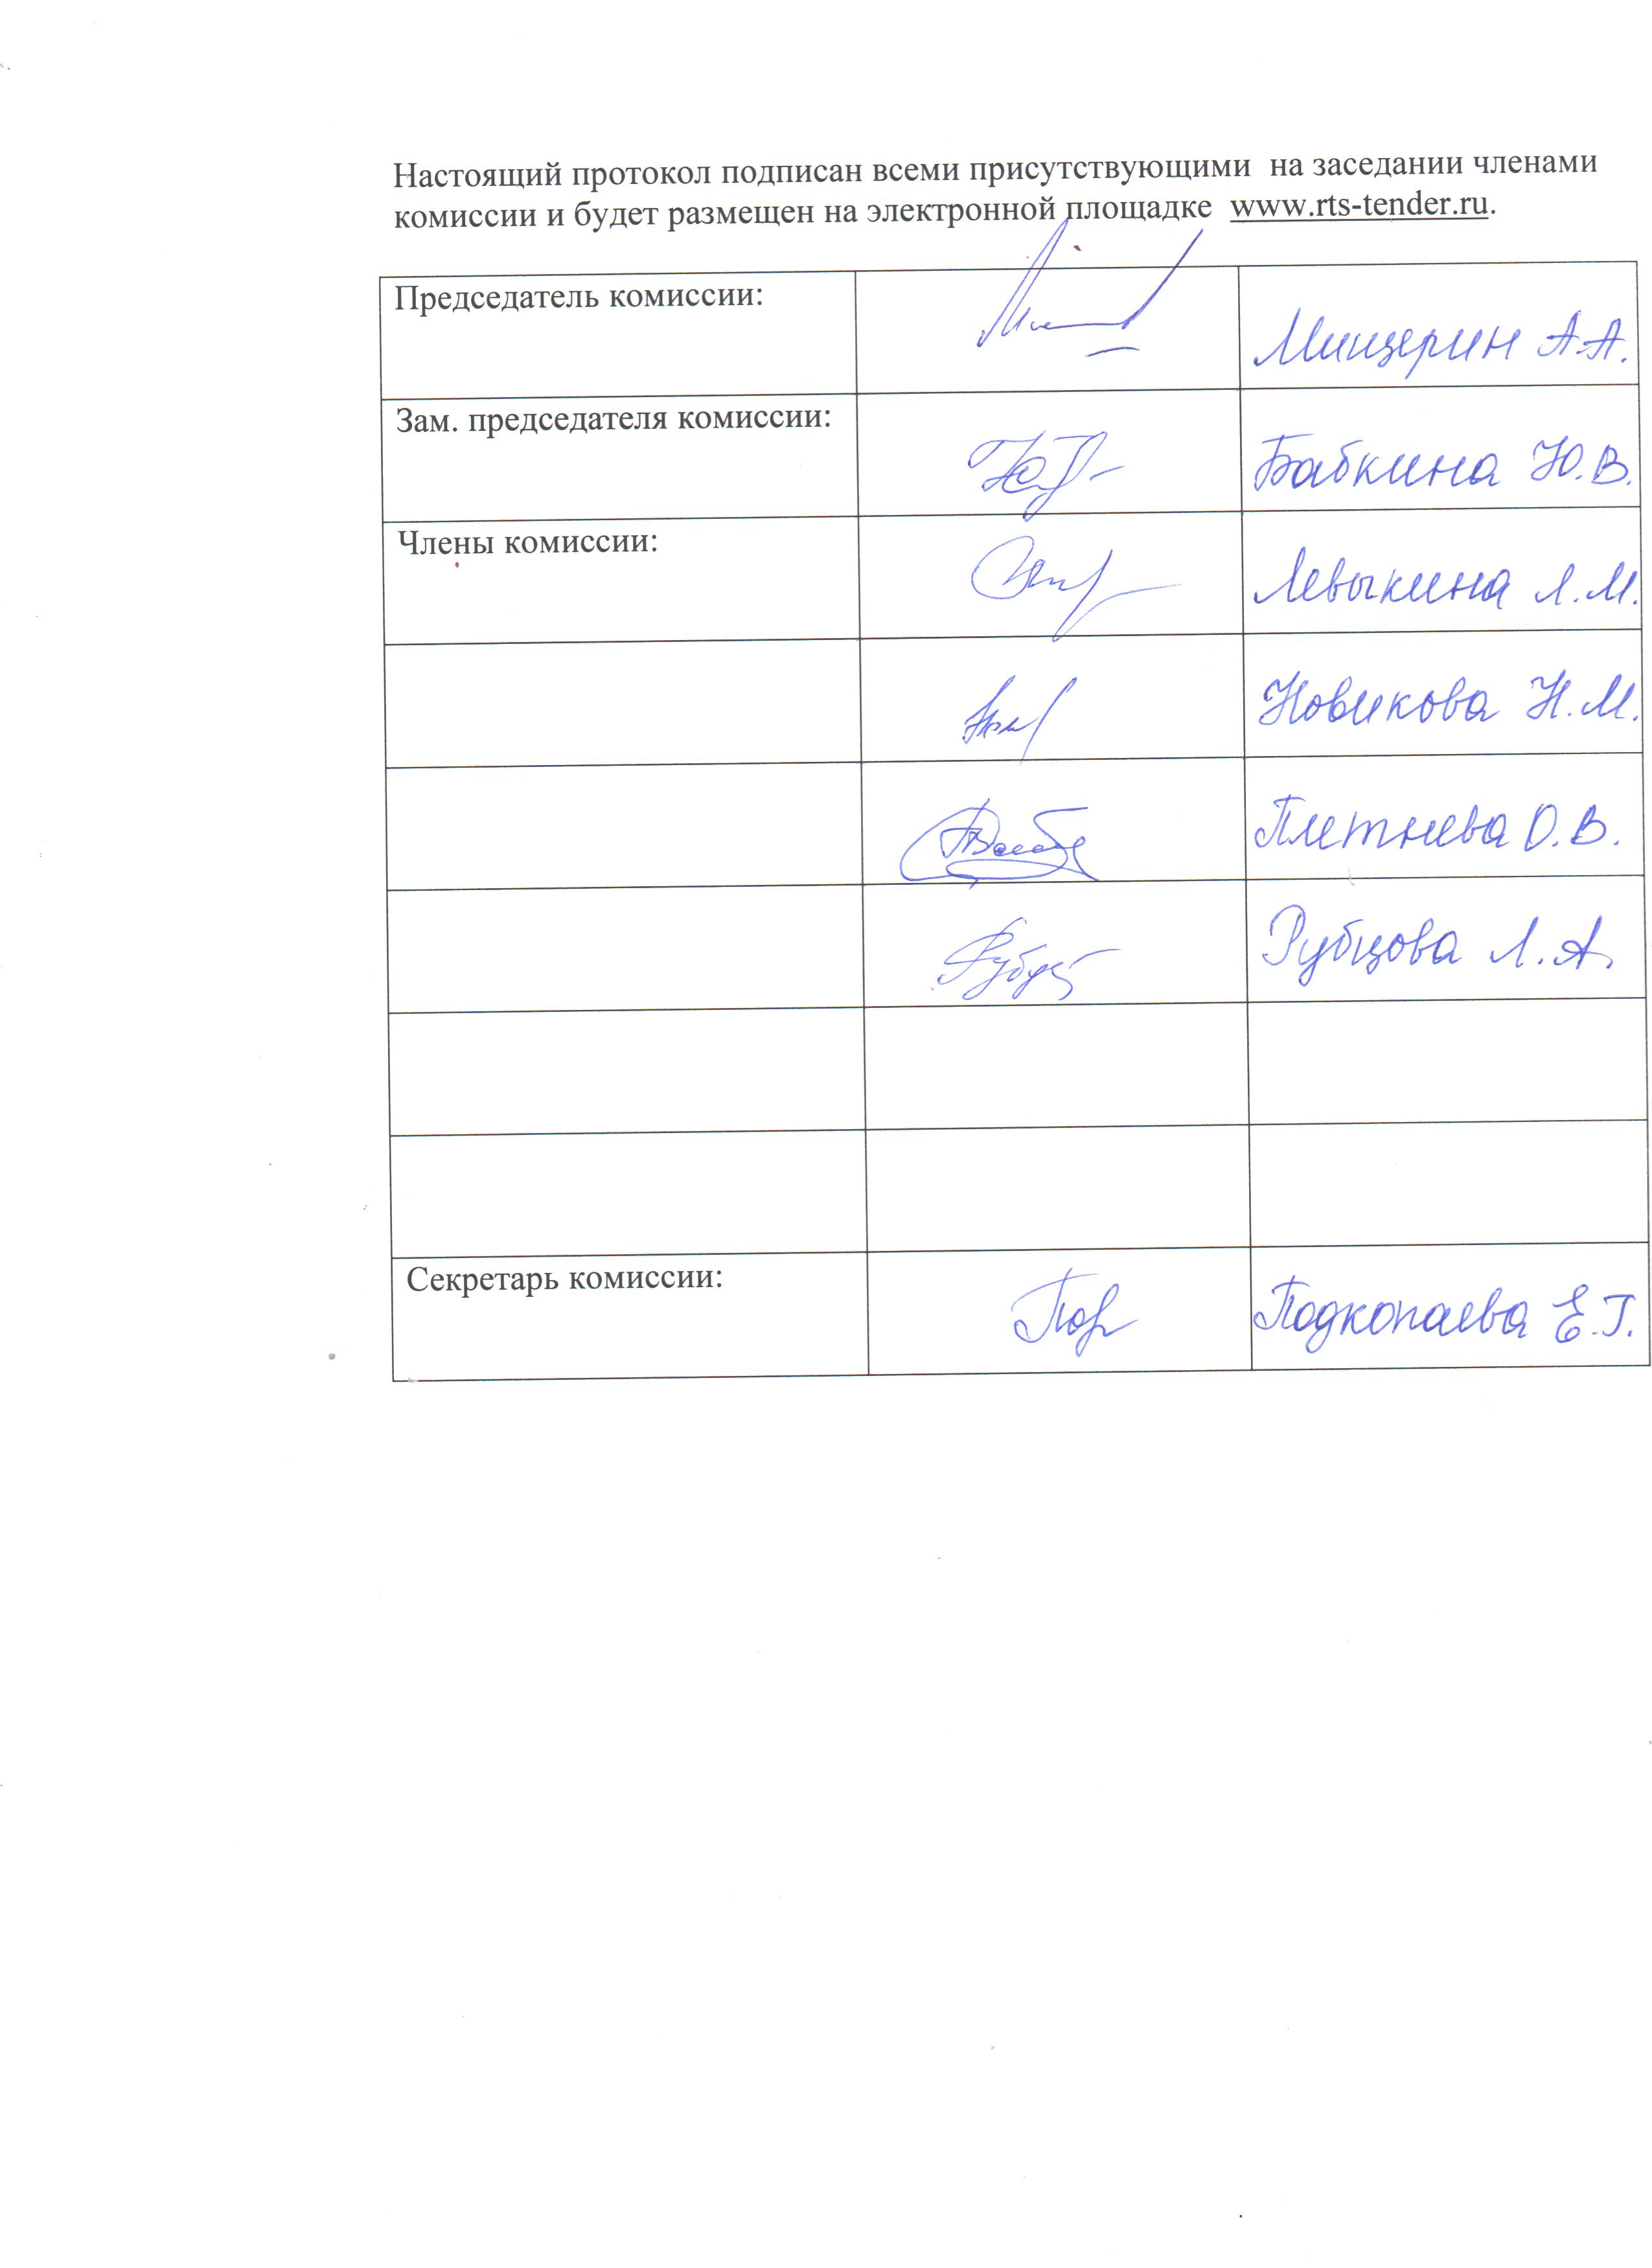 Настоящий протокол подписан всеми присутствующими на заседании членами
комиссии и будет размещен на электронной площадке www.rts-tender.ru.
Председатель комиссии: Мищерин А.А.
Зам. председателя комиссии: Бабкина Ю.В.
Члены комиссии: Левыкина Л.М.
Новикова Н.М.
Плетнева О.В.
Рубцова Л.А.
Секретарь комиссии: Подкопаева Е.Г.